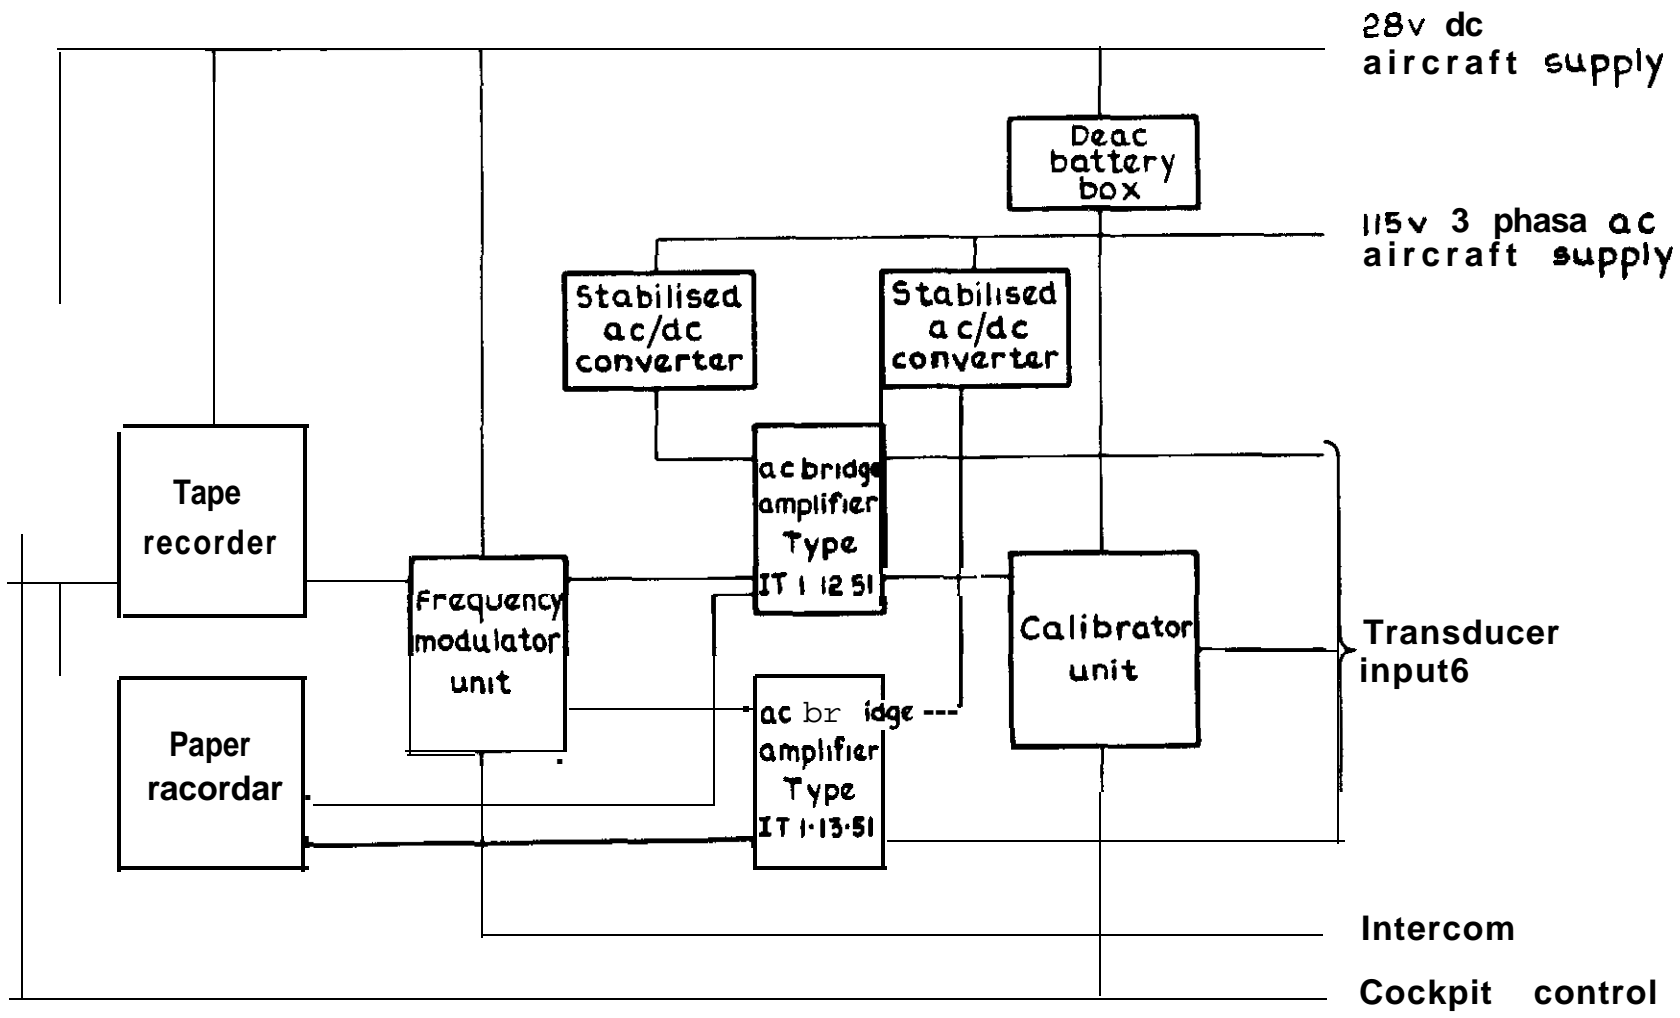 28v dc
aircraft supply
Deac
battery
box
115v 3 phasa ac
aircraft supply
Stabilised
ac/dc
converter
Stabilised
ac/dc
converter
Tape
recorder
ac bridge
amplifier
Type
IT 1 12 51
Frequency
modulator
unit
Calibrator
unit
Transducer
input6
Paper
racordar
ac br idge ---
amplifier
Type
IT 1·13·51
Intercom
Cockpit control